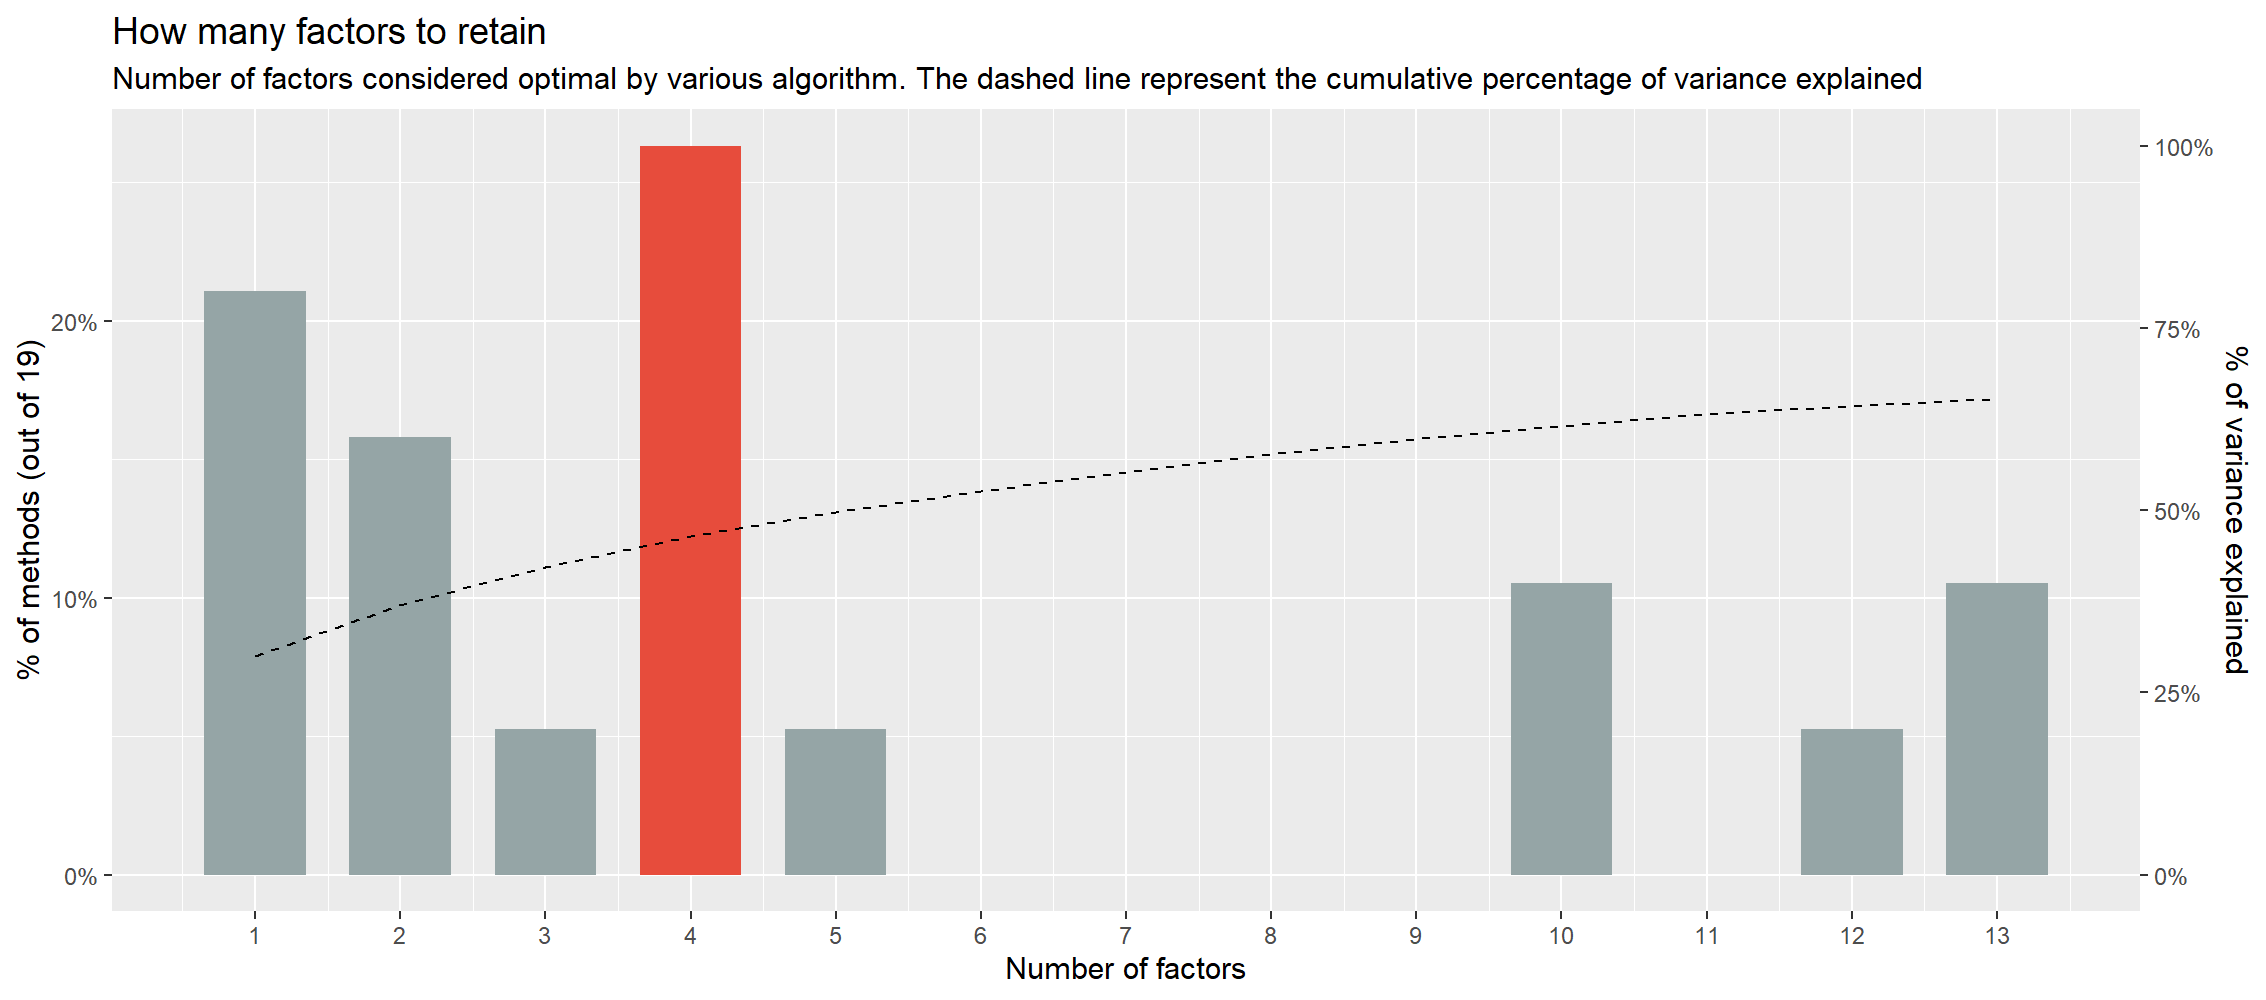 How many factors to retain
Number of factors considered optimal by various algorithm. The dashed line represent the cumulative percentage of variance explained
% of methods (out of 19)
20%
10%
0%
100%
75%
50%
25%
0%
% of variance explained
1 2 3 4 5 6 7 8 9 10 11 12 13
Number of factors